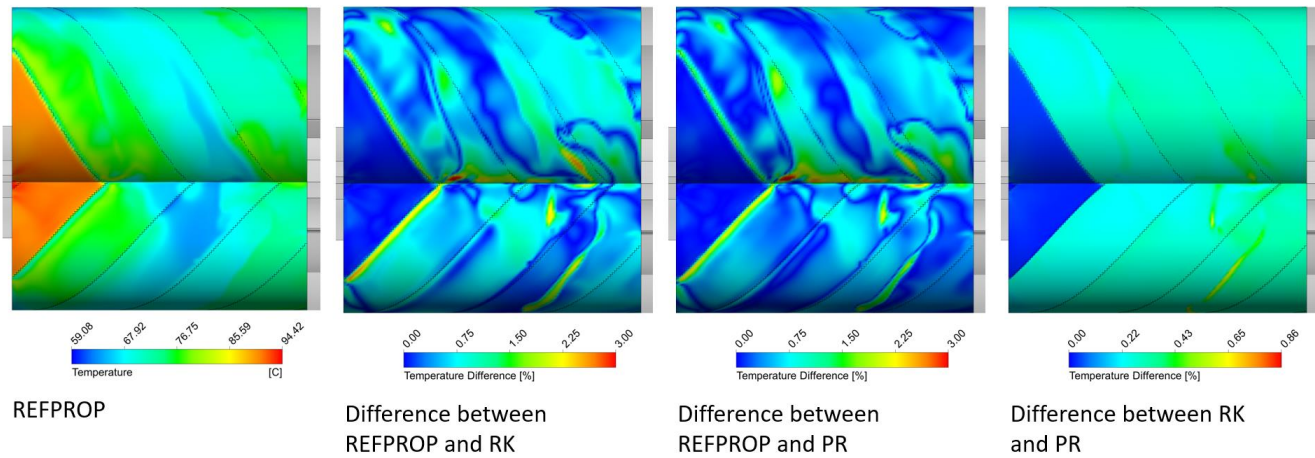 59.08 67.92 76.75 85.59 94.42
Temperature [C]
REFPROP
0.00 0.75 1.50 2.25 3.00
Temperature Difference [%]
Difference between
REFPROP and RK
0.00 0.75 1.50 2.25 3.00
Temperature Difference [%]
Difference between
REFPROP and PR
0.00 0.22 0.43 0.65 0.86
Temperature Difference [%]
Difference between RK
and PR